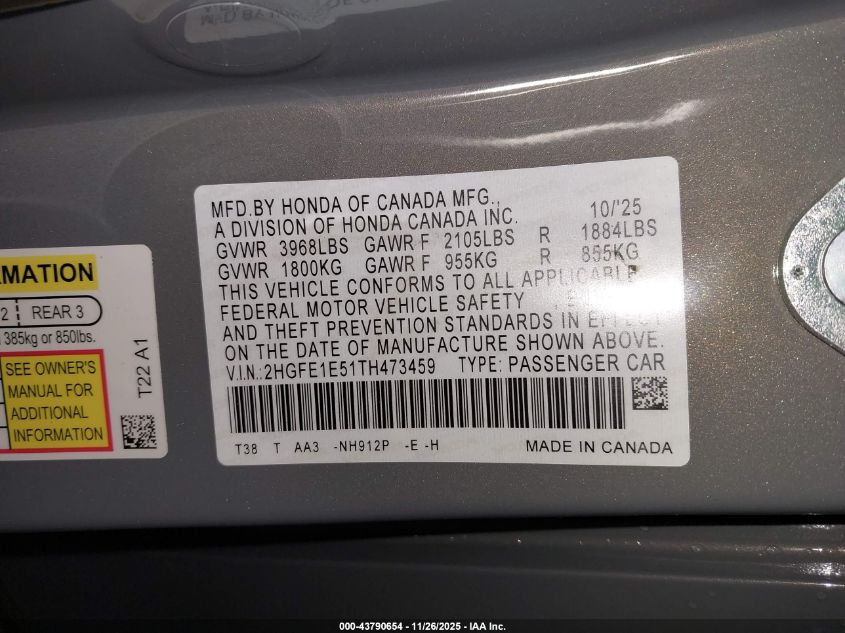 MFD.BY HONDA OF CANADA MFG.,
A DIVISION OF HONDA CANADA INC. 10/'25
GVWR 3968LBS GAWR F 2105LBS R 1884LBS
GVWR 1800KG GAWR F 955KG R 855KG
THIS VEHICLE CONFORMS TO ALL APPLICABLE
FEDERAL MOTOR VEHICLE SAFETY
AND THEFT PREVENTION STANDARDS IN EFFECT
ON THE DATE OF MANUFACTURE SHOWN ABOVE.
V.I.N.:2HGFE1E51TH473459 TYPE: PASSENGER CAR
T38 T AA3 -NH912P -E -H MADE IN CANADA
RMATION
2 REAR 3
385kg or 850lbs.
SEE OWNER'S
MANUAL FOR
ADDITIONAL
INFORMATION
T22 A1
000-43790654 - 11/26/2025 - IAA Inc.